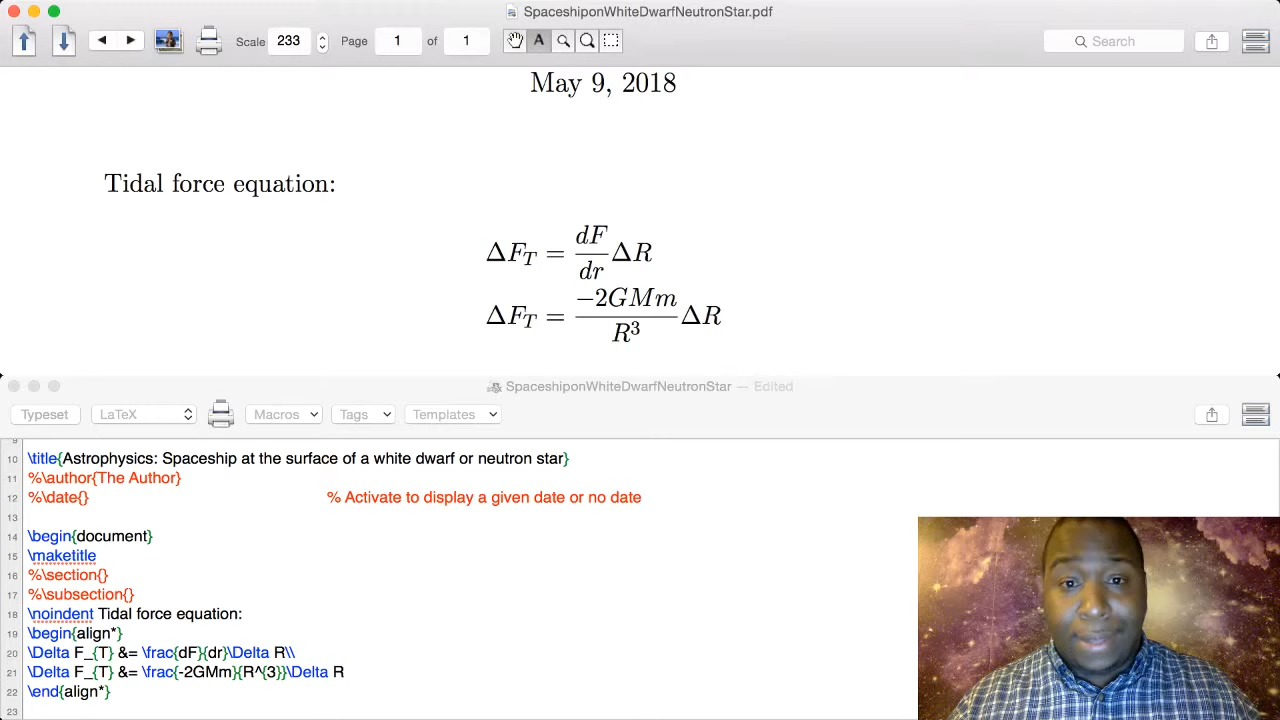 SpaceshiponWhiteDwarfNeutronStar.pdf
Scale 233 Page 1 of 1 A Search
May 9, 2018
Tidal force equation:
ΔF_T = dF/dr ΔR
ΔF_T = −2GMm/R³ ΔR
SpaceshiponWhiteDwarfNeutronStar — Edited
Typeset LaTeX Macros Tags Templates
9
10 \title{Astrophysics: Spaceship at the surface of a white dwarf or neutron star}
11 %\author{The Author}
12 %\date{} % Activate to display a given date or no date
13
14 \begin{document}
15 \maketitle
16 %\section{}
17 %\subsection{}
18 \noindent Tidal force equation:
19 \begin{align*}
20 \Delta F_{T} &= \frac{dF}{dr}\Delta R\\
21 \Delta F_{T} &= \frac{-2GMm}{R^{3}}\Delta R
22 \end{align*}
23